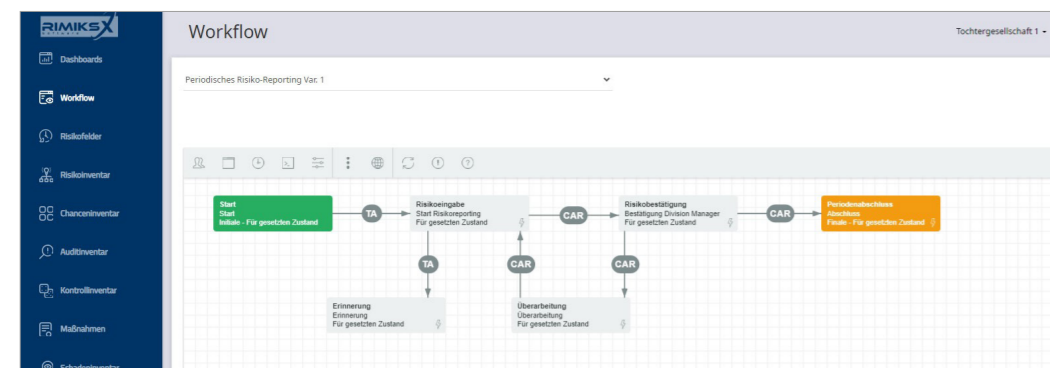 RIMIKSX
Workflow
Tochtergesellschaft 1
Dashboards
Workflow
Risikofelder
Risikoinventar
Chanceninventar
Auditinventar
Kontrollinventar
Maßnahmen
Periodisches Risiko-Reporting Var. 1
Start
Start
Initiale - Für gesetzten Zustand
TA
Risikoeingabe
Start Risikoreporting
Für gesetzten Zustand
CAR
Risikobestätigung
Bestätigung Division Manager
Für gesetzten Zustand
CAR
Periodenabschluss
Abschluss
Finale - Für gesetzten Zustand
TA
CAR
CAR
Erinnerung
Erinnerung
Für gesetzten Zustand
Überarbeitung
Überarbeitung
Für gesetzten Zustand